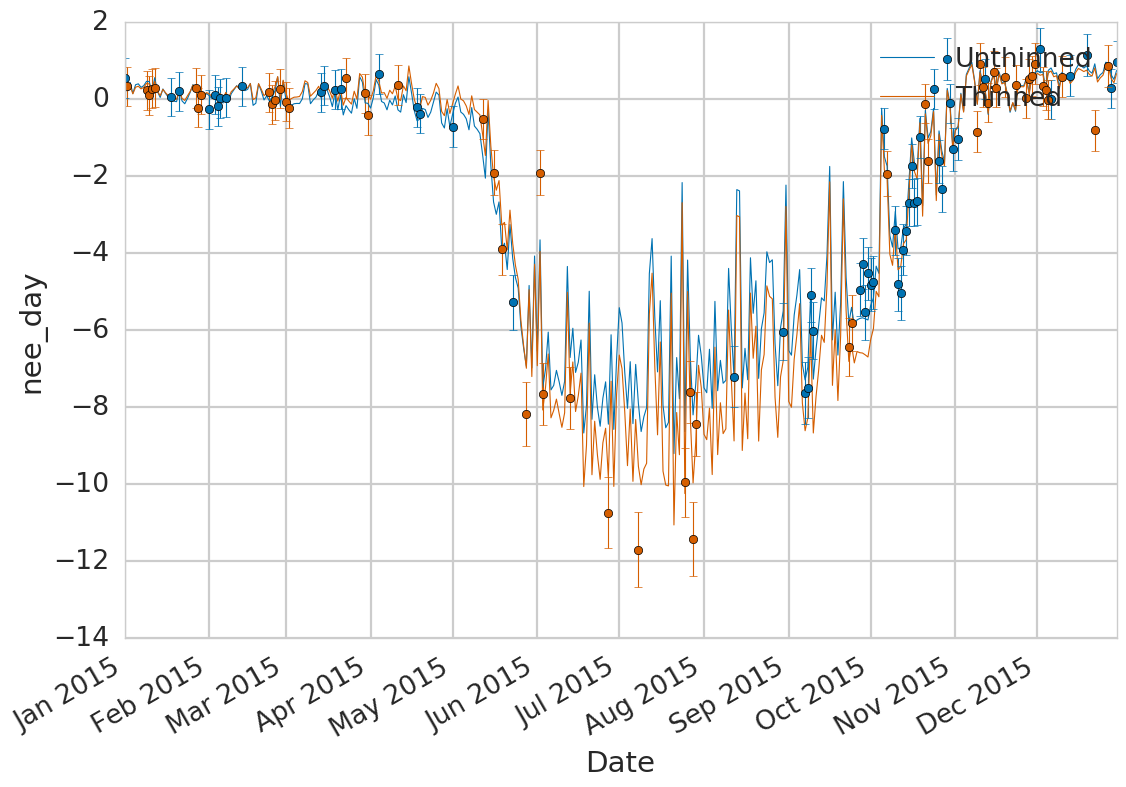 2
0
−2
−4
−6
−8
−10
−12
−14
nee_day
Unthinned
Thinned
Jan 2015
Feb 2015
Mar 2015
Apr 2015
May 2015
Jun 2015
Jul 2015
Aug 2015
Sep 2015
Oct 2015
Nov 2015
Dec 2015
Date